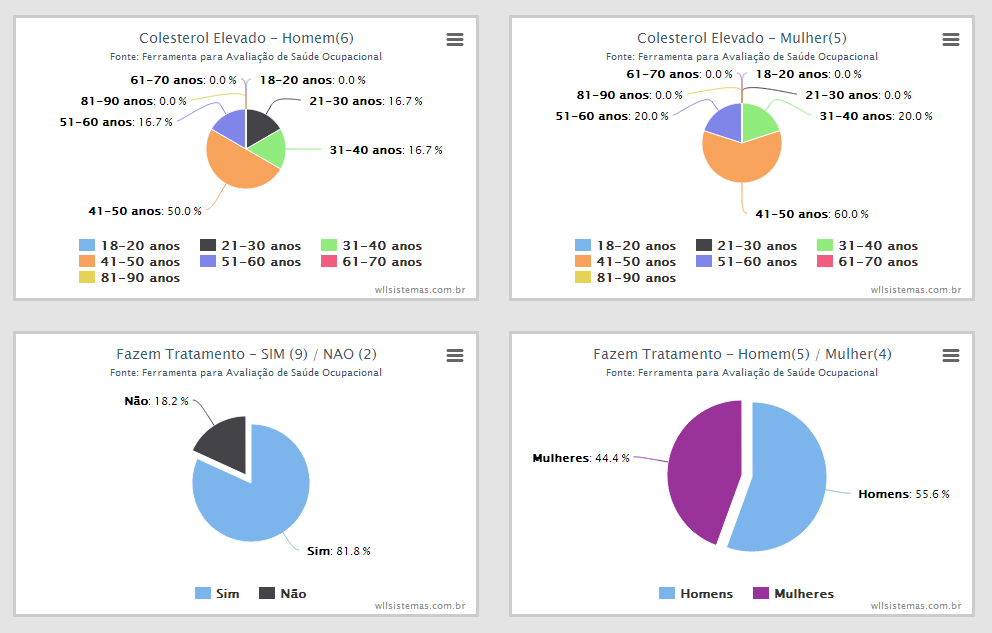 Colesterol Elevado - Homem(6)
Fonte: Ferramenta para Avaliação de Saúde Ocupacional
61-70 anos: 0.0 %
18-20 anos: 0.0 %
81-90 anos: 0.0 %
21-30 anos: 16.7 %
51-60 anos: 16.7 %
31-40 anos: 16.7 %
41-50 anos: 50.0 %
18-20 anos 21-30 anos 31-40 anos
41-50 anos 51-60 anos 61-70 anos
81-90 anos
wllsistemas.com.br
Colesterol Elevado - Mulher(5)
Fonte: Ferramenta para Avaliação de Saúde Ocupacional
61-70 anos: 0.0 %
18-20 anos: 0.0 %
81-90 anos: 0.0 %
21-30 anos: 0.0 %
51-60 anos: 20.0 %
31-40 anos: 20.0 %
41-50 anos: 60.0 %
18-20 anos 21-30 anos 31-40 anos
41-50 anos 51-60 anos 61-70 anos
81-90 anos
wllsistemas.com.br
Fazem Tratamento - SIM (9) / NAO (2)
Fonte: Ferramenta para Avaliação de Saúde Ocupacional
Não: 18.2 %
Sim: 81.8 %
Sim Não
wllsistemas.com.br
Fazem Tratamento - Homem(5) / Mulher(4)
Fonte: Ferramenta para Avaliação de Saúde Ocupacional
Mulheres: 44.4 %
Homens: 55.6 %
Homens Mulheres
wllsistemas.com.br